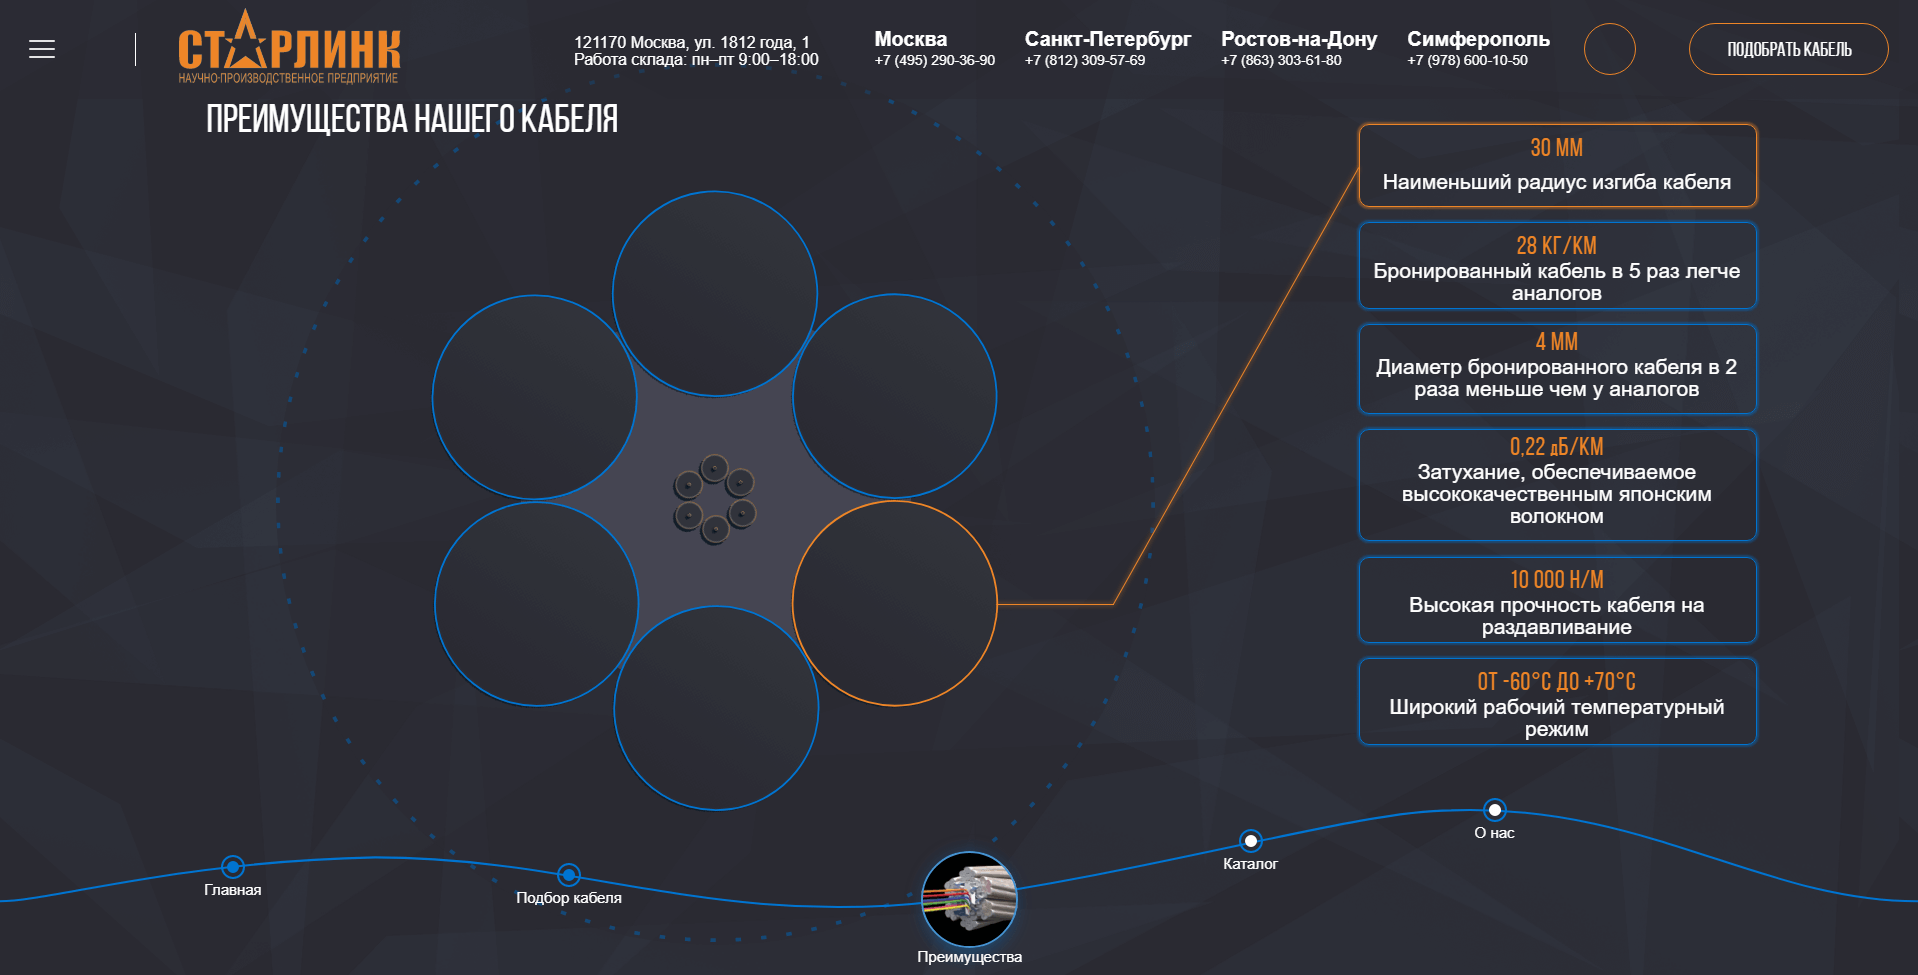 СТАРЛИНК
НАУЧНО-ПРОИЗВОДСТВЕННОЕ ПРЕДПРИЯТИЕ
121170 Москва, ул. 1812 года, 1
Работа склада: пн–пт 9:00–18:00
Москва
+7 (495) 290-36-90
Санкт-Петербург
+7 (812) 309-57-69
Ростов-на-Дону
+7 (863) 303-61-80
Симферополь
+7 (978) 600-10-50
ПОДОБРАТЬ КАБЕЛЬ
ПРЕИМУЩЕСТВА НАШЕГО КАБЕЛЯ
30 ММ
Наименьший радиус изгиба кабеля
28 КГ/КМ
Бронированный кабель в 5 раз легче
аналогов
4 ММ
Диаметр бронированного кабеля в 2
раза меньше чем у аналогов
0,22 дБ/КМ
Затухание, обеспечиваемое
высококачественным японским
волокном
10 000 Н/М
Высокая прочность кабеля на
раздавливание
ОТ -60°С ДО +70°С
Широкий рабочий температурный
режим
Главная
Подбор кабеля
Преимущества
Каталог
О нас